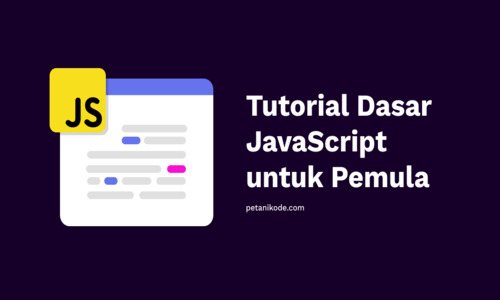 JS
Tutorial Dasar
JavaScript
untuk Pemula
petanikode.com